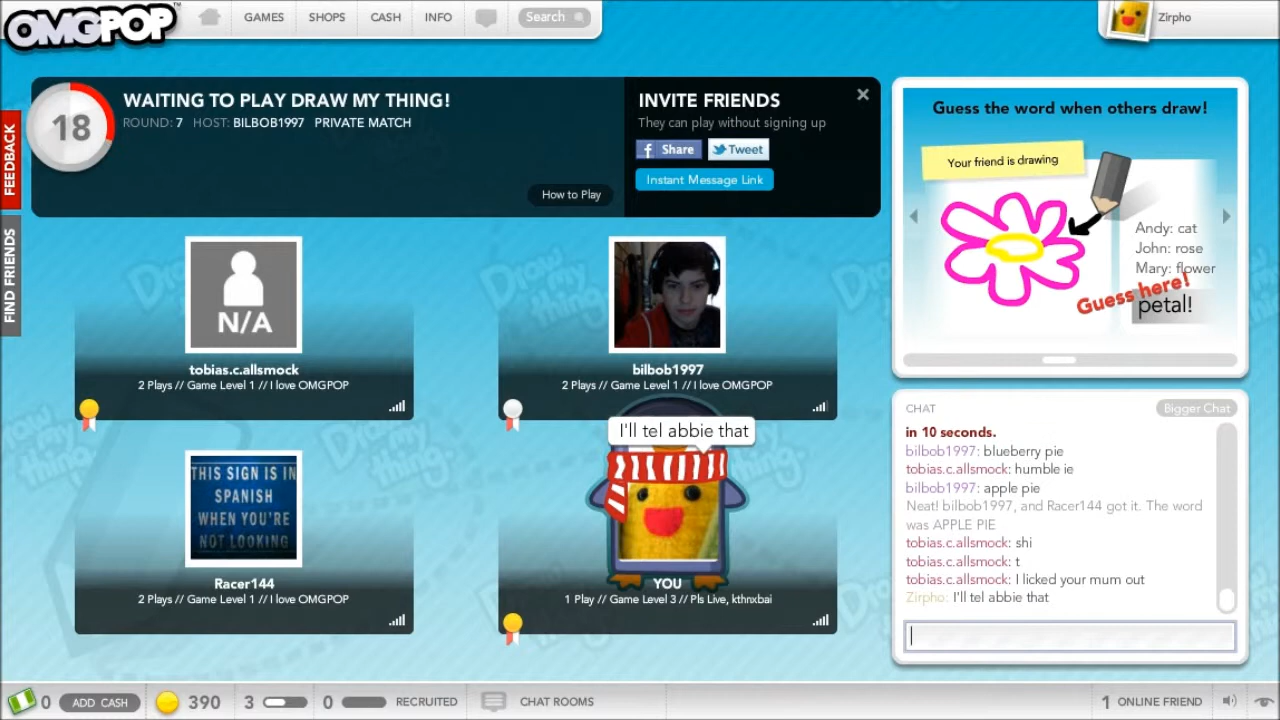 OMGPOP™
GAMES
SHOPS
CASH
INFO
Search
Zirpho
FEEDBACK
FIND FRIENDS
18
WAITING TO PLAY DRAW MY THING!
ROUND: 7 HOST: BILBOB1997 PRIVATE MATCH
How to Play
INVITE FRIENDS
They can play without signing up
f Share
Tweet
Instant Message Link
Guess the word when others draw!
Your friend is drawing
Andy: cat
John: rose
Mary: flower
Guess here!
petal!
N/A
tobias.c.allsmock
2 Plays // Game Level 1 // I love OMGPOP
bilbob1997
2 Plays // Game Level 1 // I love OMGPOP
THIS SIGN IS IN
SPANISH
WHEN YOU'RE
NOT LOOKING
Racer144
2 Plays // Game Level 1 // I love OMGPOP
I'll tel abbie that
YOU
1 Play // Game Level 3 // Pls Live, kthnxbai
Draw my thing!
Draw my thing!
CHAT
Bigger Chat
in 10 seconds.
bilbob1997: blueberry pie
tobias.c.allsmock: humble ie
bilbob1997: apple pie
Neat! bilbob1997, and Racer144 got it. The word
was APPLE PIE
tobias.c.allsmock: shi
tobias.c.allsmock: t
tobias.c.allsmock: I licked your mum out
Zirpho: I'll tel abbie that
0
ADD CASH
390
3
0
RECRUITED
CHAT ROOMS
1 ONLINE FRIEND